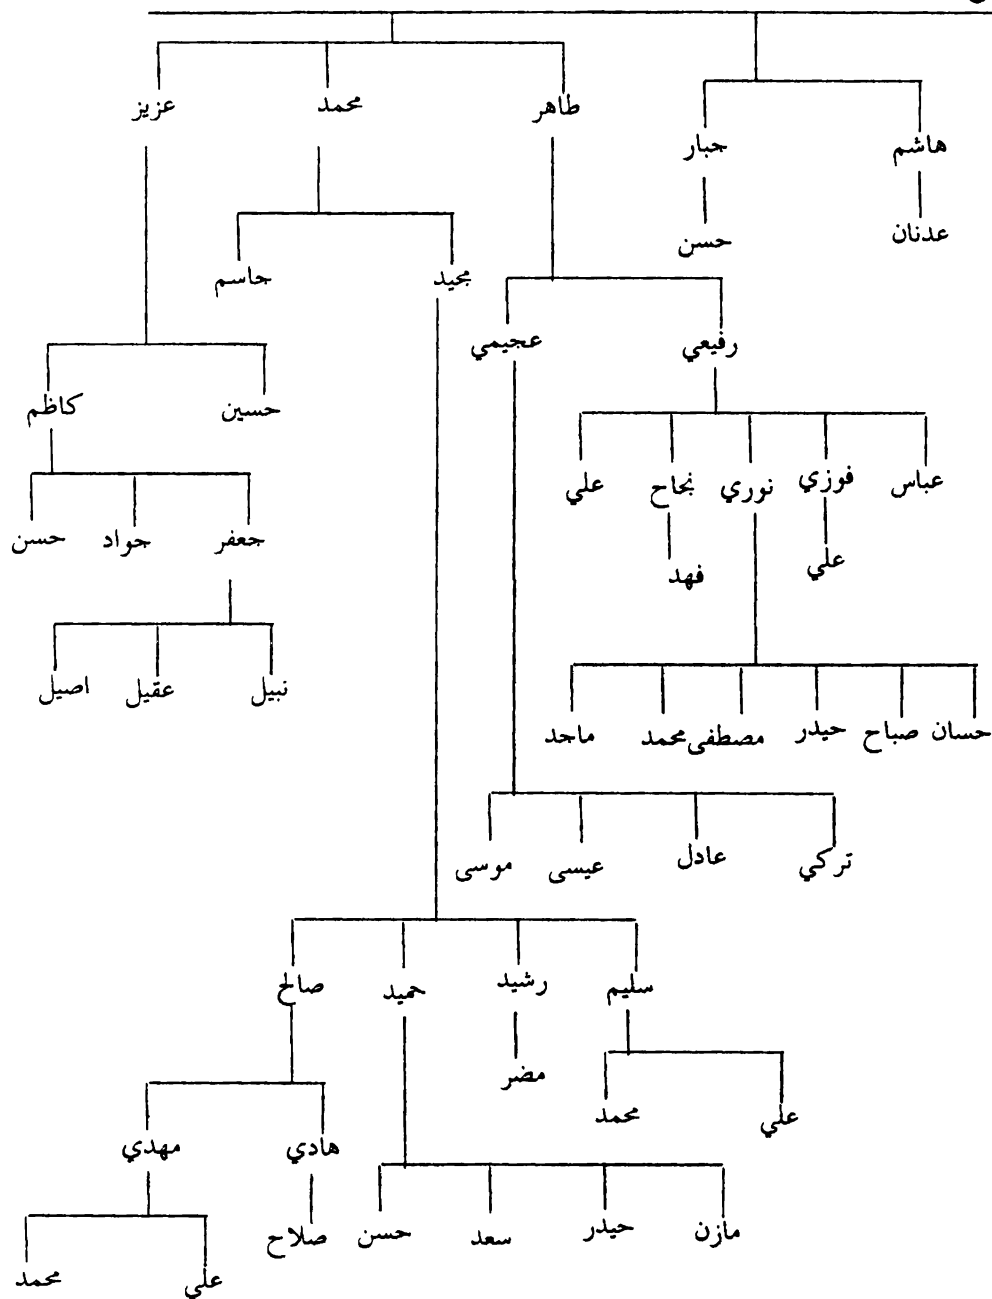 طاهر محمد عزيز
هاشم جبار
عدنان حسن
مجيد جاسم
رفيعي عجيمي
حسين كاظم
عباس فوزي نوري نجاح علي
جعفر جواد حسن
علي فهد
نبيل عقيل اصيل
حسان صباح حيدر مصطفى محمد ماجد
تركي عادل عيسى موسى
سليم رشيد حميد صالح
مضر
علي محمد
هادي مهدي
مازن حيدر سعد حسن صلاح
علي محمد